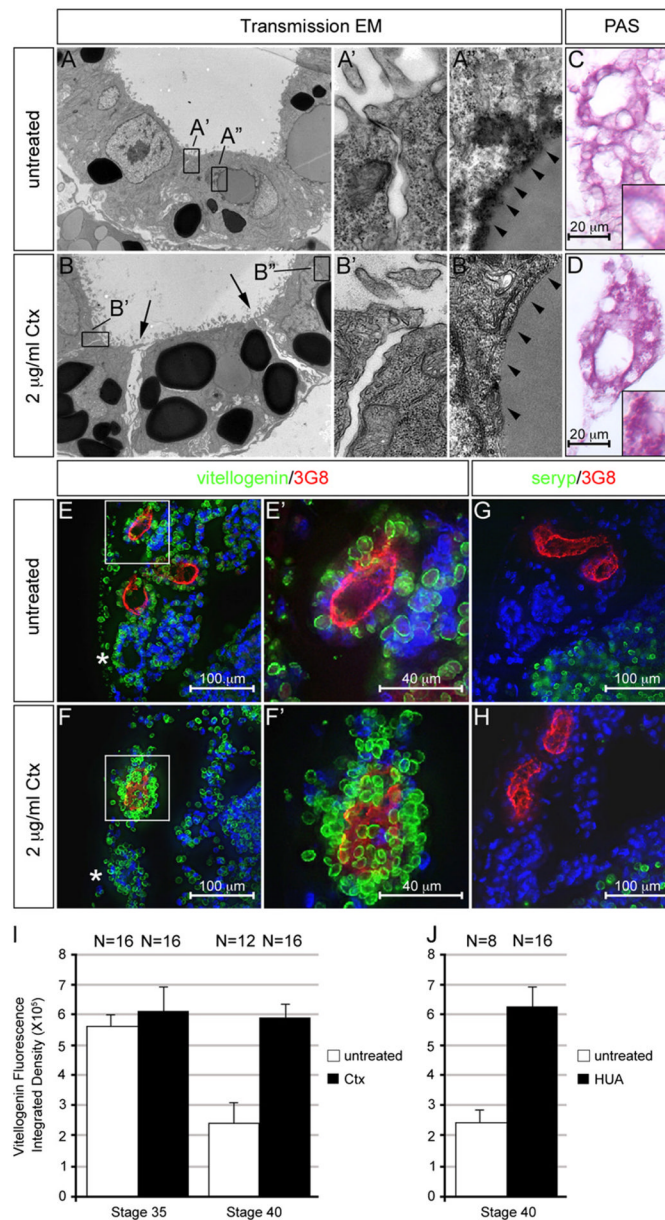 Transmission EM PAS
untreated
A A' A" A' A" C
20 µm
2 µg/ml Ctx
B B" B' B' B" D
20 µm
vitellogenin/3G8 seryp/3G8
untreated
E E' G
*
100 µm 40 µm 100 µm
2 µg/ml Ctx
F F' H
*
100 µm 40 µm 100 µm
I J
N=16 N=16 N=12 N=16 N=8 N=16
Vitellogenin Fluorescence
Integrated Density (X10⁵)
8 8
7 7
6 6
5 5
4 4
3 3
2 2
1 1
0 0
untreated untreated
Ctx HUA
Stage 35 Stage 40 Stage 40